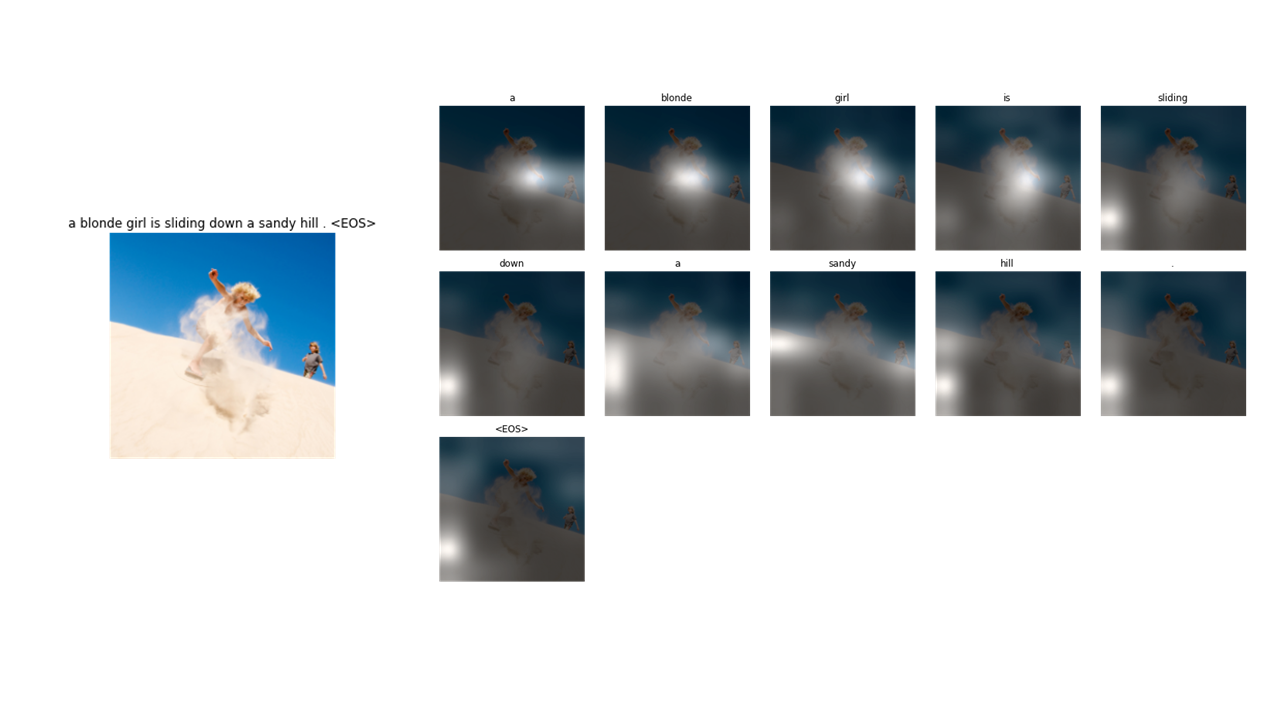 a blonde girl is sliding down a sandy hill . <EOS>
a
blonde
girl
is
sliding
down
a
sandy
hill
.
<EOS>